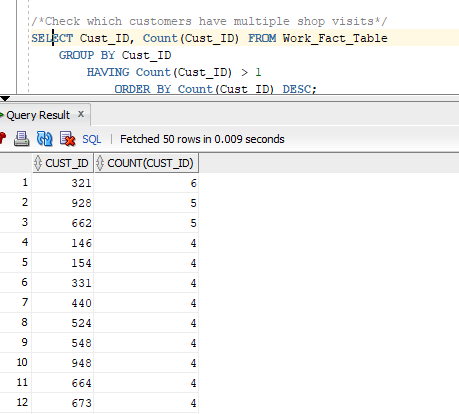 /*Check which customers have multiple shop visits*/
SELECT Cust_ID, Count(Cust_ID) FROM Work_Fact_Table
GROUP BY Cust_ID
HAVING Count(Cust_ID) > 1
ORDER BY Count(Cust_ID) DESC;
Query Result x
SQL | Fetched 50 rows in 0.009 seconds
CUST_ID COUNT(CUST_ID)
1 321 6
2 928 5
3 662 5
4 146 4
5 154 4
6 331 4
7 440 4
8 524 4
9 548 4
10 948 4
11 664 4
12 673 4